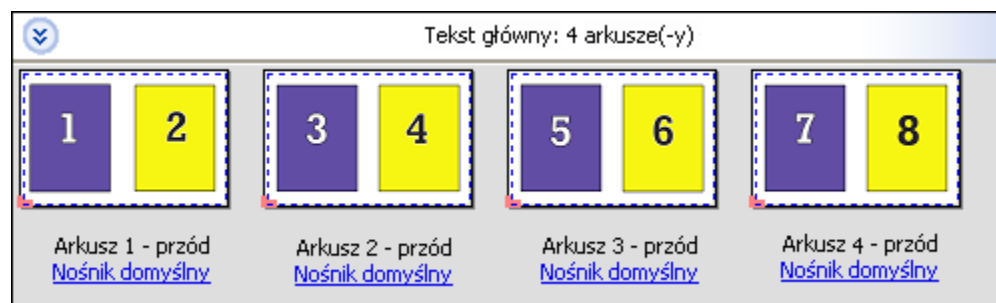 Tekst główny: 4 arkusze(-y)
1 2 3 4 5 6 7 8
Arkusz 1 - przód Arkusz 2 - przód Arkusz 3 - przód Arkusz 4 - przód
Nośnik domyślny Nośnik domyślny Nośnik domyślny Nośnik domyślny